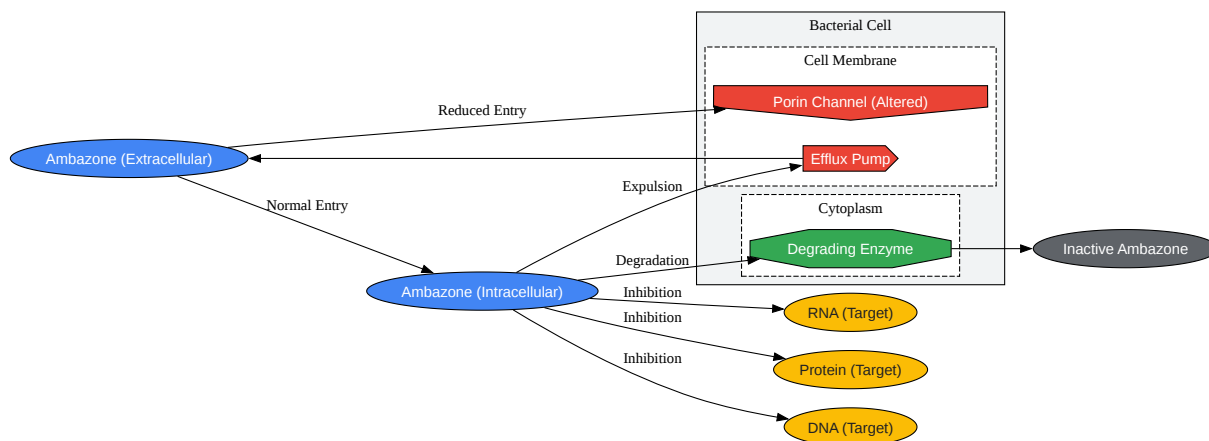 Bacterial Cell
Cell Membrane
Porin Channel (Altered)
Reduced Entry
Ambazone (Extracellular)
Efflux Pump
Expulsion
Normal Entry
Cytoplasm
Degrading Enzyme
Inactive Ambazone
Degradation
Ambazone (Intracellular)
Inhibition
RNA (Target)
Inhibition
Protein (Target)
Inhibition
DNA (Target)